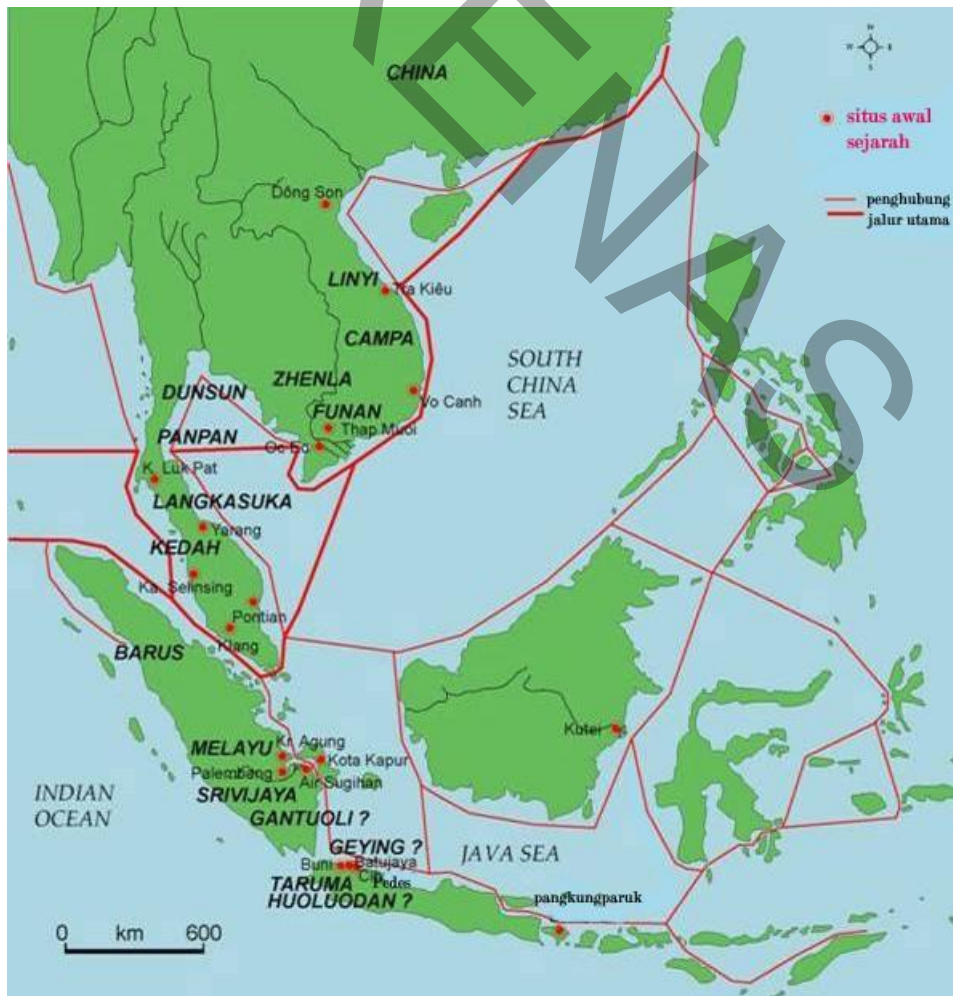 CHINA
N
W
E
S
situs awal
sejarah
penghubung
jalur utama
Dông Son
LINYI
Tra Kiêu
CAMPA
SOUTH
CHINA
SEA
ZHENLA
DUNSUN
Vo Canh
FUNAN
Thap Muoi
PANPAN
Oc Eo
K. Luk Pat
LANGKASUKA
Yarang
KEDAH
Ka. Selinsing
Pontian
Klang
BARUS
Kutei
Kr. Agung
MELAYU
Kota Kapur
Palembang
Air Sugihan
SRIVIJAYA
INDIAN
OCEAN
GANTUOLI ?
GEYING ?
JAVA SEA
Buni
Batujaya
TARUMA
Pedes
HUOLUODAN ?
pangkungparuk
0 km 600